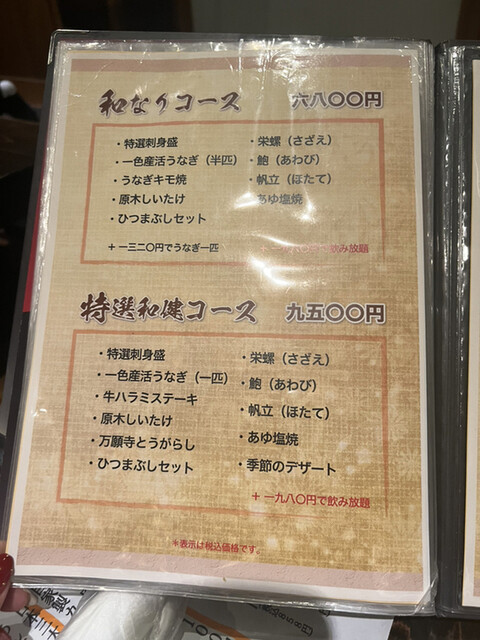 和なりコース 六八〇〇円
・特選刺身盛
・一色産活うなぎ（半匹）
・うなぎキモ焼
・原木しいたけ
・ひつまぶしセット
・栄螺（さざえ）
・鮑（あわび）
・帆立（ほたて）
・あゆ塩焼
＋一三二〇円でうなぎ一匹
飲み放題
特選和健コース 九五〇〇円
・特選刺身盛
・一色産活うなぎ（一匹）
・牛ハラミステーキ
・原木しいたけ
・万願寺とうがらし
・ひつまぶしセット
・栄螺（さざえ）
・鮑（あわび）
・帆立（ほたて）
・あゆ塩焼
・季節のデザート
＋一九八〇円で飲み放題
＊表示は税込価格です。